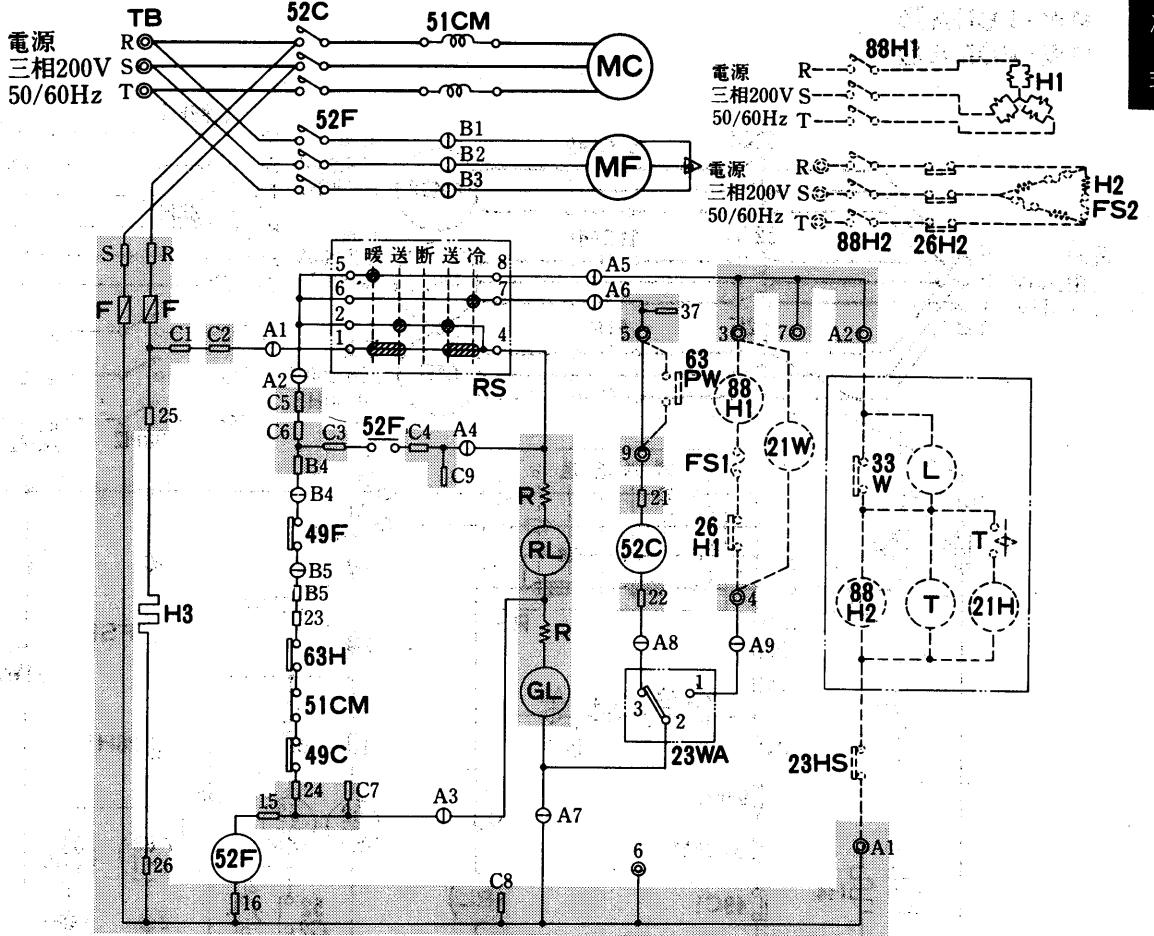 TB
52C
51CM
電源
三相200V
50/60Hz
R
S
T
MC
52F
B1
B2
B3
MF
電源
三相200V
50/60Hz
R
S
T
88H1
H1
電源
三相200V
50/60Hz
R
S
T
88H2
26H2
H2
FS2
S
R
F
F
C1
C2
A1
暖 送 断 送 冷
5
6
2
1
8
7
4
RS
A5
A6
37
5
3
7
A2
A2
C5
C6
C3
52F
C4
A4
C9
25
B4
B4
49F
B5
B5
23
63H
51CM
49C
24
C7
15
A3
H3
26
52F
16
C8
R
RL
R
GL
A7
63
PW
9
21
52C
22
A8
88
H1
21W
FS1
26
H1
4
A9
1
3
2
23WA
6
33
W
L
T
88
H2
T
21H
23HS
A1